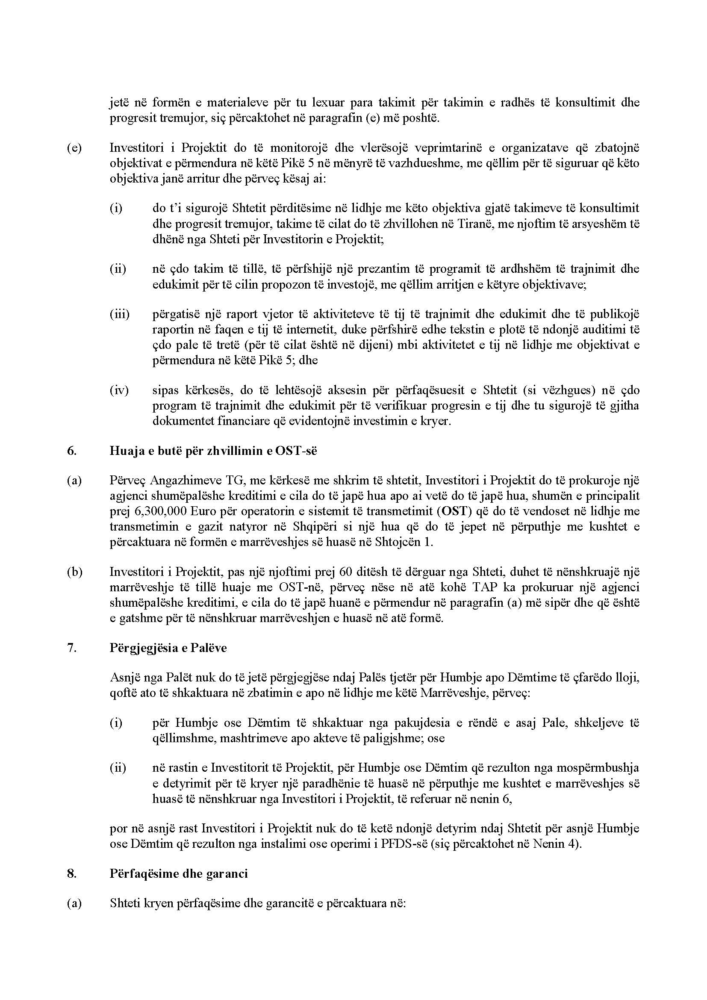 jetë në formën e materialeve për tu lexuar para takimit për takimin e radhës të konsultimit dhe
progresit tremujor, siç përcaktohet në paragrafin (e) më poshtë.
(e) Investitori i Projektit do të monitorojë dhe vlerësojë veprimtarinë e organizatave që zbatojnë
objektivat e përmendura në këtë Pikë 5 në mënyrë të vazhdueshme, me qëllim për të siguruar që këto
objektiva janë arritur dhe përveç kësaj ai:
(i) do t’i sigurojë Shtetit përditësime në lidhje me këto objektiva gjatë takimeve të konsultimit
dhe progresit tremujor, takime të cilat do të zhvillohen në Tiranë, me njoftim të arsyeshëm të
dhënë nga Shteti për Investitorin e Projektit;
(ii) në çdo takim të tillë, të përfshijë një prezantim të programit të ardhshëm të trajnimit dhe
edukimit për të cilin propozon të investojë, me qëllim arritjen e këtyre objektivave;
(iii) përgatisë një raport vjetor të aktiviteteve të tij të trajnimit dhe edukimit dhe të publikojë
raportin në faqen e tij të internetit, duke përfshirë edhe tekstin e plotë të ndonjë auditimi të
çdo pale të tretë (për të cilat është në dijeni) mbi aktivitetet e tij në lidhje me objektivat e
përmendura në këtë Pikë 5; dhe
(iv) sipas kërkesës, do të lehtësojë aksesin për përfaqësuesit e Shtetit (si vëzhgues) në çdo
program të trajnimit dhe edukimit për të verifikuar progresin e tij dhe tu sigurojë të gjitha
dokumentet financiare që evidentojnë investimin e kryer.
6. Huaja e butë për zhvillimin e OST-së
(a) Përveç Angazhimeve TG, me kërkesë me shkrim të shtetit, Investitori i Projektit do të prokuroje një
agjenci shumëpalëshe kreditimi e cila do të japë hua apo ai vetë do të japë hua, shumën e principalit
prej 6,300,000 Euro për operatorin e sistemit të transmetimit (OST) që do të vendoset në lidhje me
transmetimin e gazit natyror në Shqipëri si një hua që do të jepet në përputhje me kushtet e
përcaktuara në formën e marrëveshjes së huasë në Shtojcën 1.
(b) Investitori i Projektit, pas një njoftimi prej 60 ditësh të dërguar nga Shteti, duhet të nënshkruajë një
marrëveshje të tillë huaje me OST-në, përveç nëse në atë kohë TAP ka prokuruar një agjenci
shumëpalëshe kreditimi, e cila do të japë huanë e përmendur në paragrafin (a) më sipër dhe që është
e gatshme për të nënshkruar marrëveshjen e huasë në atë formë.
7. Përgjegjësia e Palëve
Asnjë nga Palët nuk do të jetë përgjegjëse ndaj Palës tjetër për Humbje apo Dëmtime të çfarëdo lloji,
qoftë ato të shkaktuara në zbatimin e apo në lidhje me këtë Marrëveshje, përveç:
(i) për Humbje ose Dëmtim të shkaktuar nga pakujdesia e rëndë e asaj Pale, shkeljeve të
qëllimshme, mashtrimeve apo akteve të paligjshme; ose
(ii) në rastin e Investitorit të Projektit, për Humbje ose Dëmtim që rezulton nga mospërmbushja
e detyrimit për të kryer një paradhënie të huasë në përputhje me kushtet e marrëveshjes së
huasë të nënshkruar nga Investitori i Projektit, të referuar në nenin 6,
por në asnjë rast Investitori i Projektit nuk do të ketë ndonjë detyrim ndaj Shtetit për asnjë Humbje
ose Dëmtim që rezulton nga instalimi ose operimi i PFDS-së (siç përcaktohet në Nenin 4).
8. Përfaqësime dhe garanci
(a) Shteti kryen përfaqësime dhe garancitë e përcaktuara në: